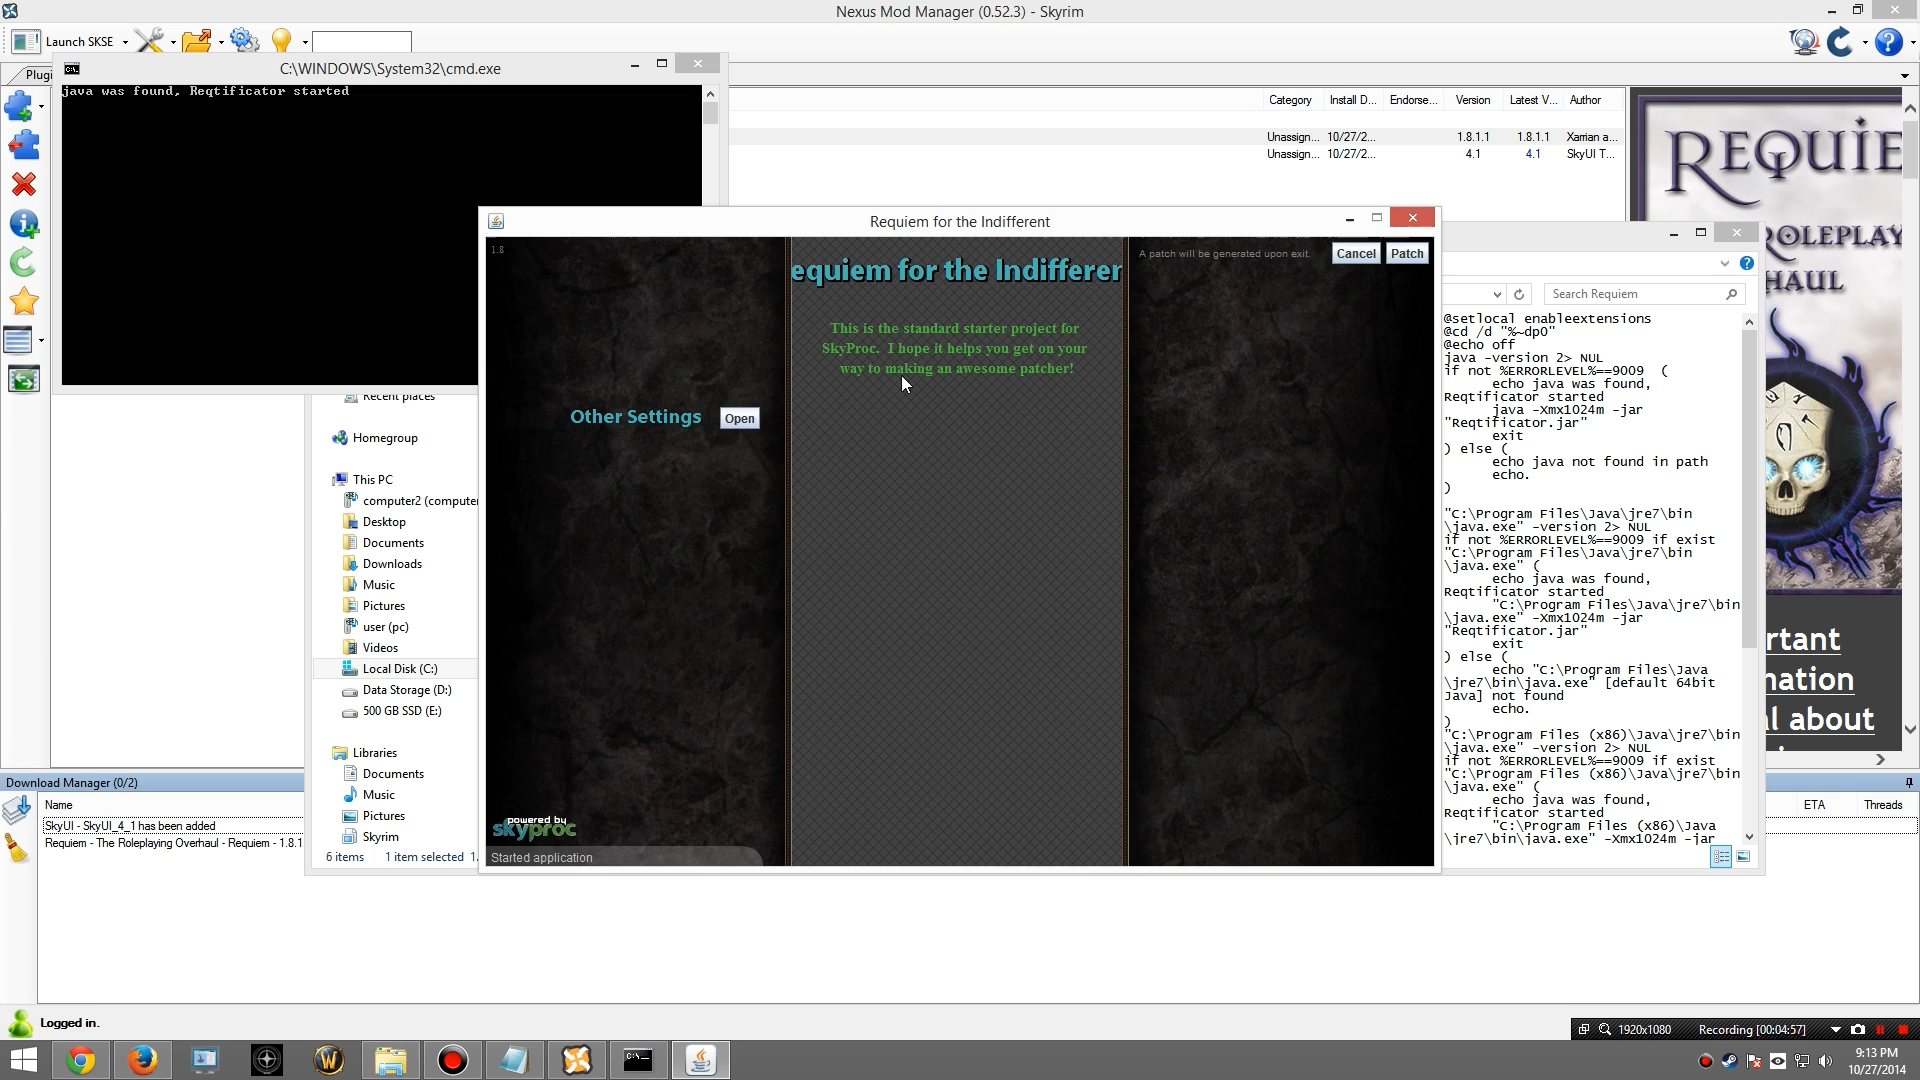 Nexus Mod Manager (0.52.3) - Skyrim
Launch SKSE
Plugi
C:\WINDOWS\System32\cmd.exe
java was found, Reqtificator started
Category Install D... Endorse... Version Latest V... Author
Unassign... 10/27/2... 1.8.1.1 1.8.1.1 Xarrian a...
Unassign... 10/27/2... 4.1 4.1 SkyUI T...
REQUIE
ROLEPLAY
HAUL
rtant
mation
l about
Requiem for the Indifferent
1.8
A patch will be generated upon exit.
Cancel
Patch
equiem for the Indifferer
This is the standard starter project for
SkyProc. I hope it helps you get on your
way to making an awesome patcher!
Other Settings
Open
powered by
skyproc
Started application
Recent places
Homegroup
This PC
computer2 (computer
Desktop
Documents
Downloads
Music
Pictures
user (pc)
Videos
Local Disk (C:)
Data Storage (D:)
500 GB SSD (E:)
Libraries
Documents
Music
Pictures
Skyrim
6 items 1 item selected 1.
Search Requiem
@setlocal enableextensions
@cd /d "%~dp0"
@echo off
java -version 2> NUL
if not %ERRORLEVEL%==9009 (
echo java was found,
Reqtificator started
java -Xmx1024m -jar
"Reqtificator.jar"
exit
) else (
echo java not found in path
echo.
)
"C:\Program Files\Java\jre7\bin
\java.exe" -version 2> NUL
if not %ERRORLEVEL%==9009 if exist
"C:\Program Files\Java\jre7\bin
\java.exe" (
echo java was found,
Reqtificator started
"C:\Program Files\Java\jre7\bin
\java.exe" -Xmx1024m -jar
"Reqtificator.jar"
exit
) else (
echo "C:\Program Files\Java
\jre7\bin\java.exe" [default 64bit
Java] not found
echo.
)
"C:\Program Files (x86)\Java\jre7\bin
\java.exe" -version 2> NUL
if not %ERRORLEVEL%==9009 if exist
"C:\Program Files (x86)\Java\jre7\bin
\java.exe" (
echo java was found,
Reqtificator started
"C:\Program Files (x86)\Java
\jre7\bin\java.exe" -Xmx1024m -jar
Download Manager (0/2)
Name ETA Threads
SkyUI - SkyUI_4_1 has been added
Requiem - The Roleplaying Overhaul - Requiem - 1.8.1
Logged in.
1920x1080 Recording [00:04:57]
9:13 PM
10/27/2014